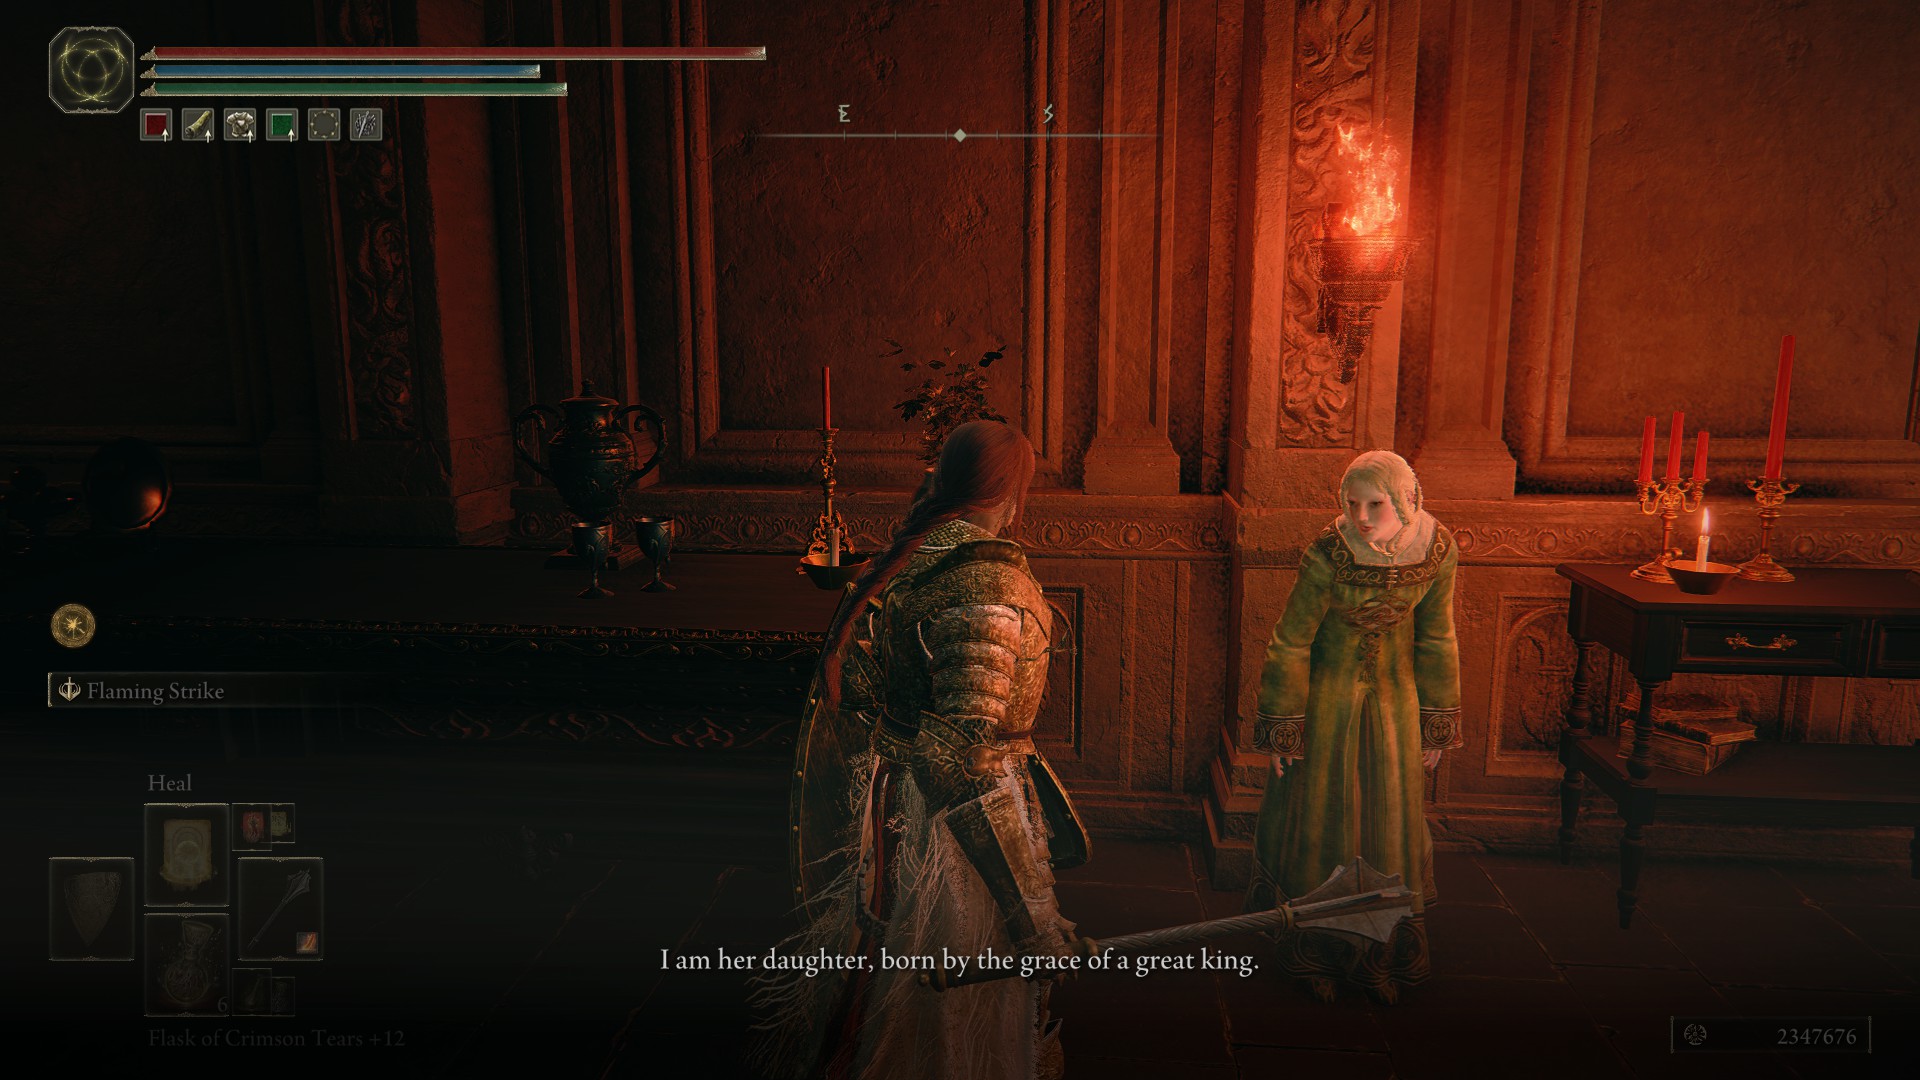 E
S
Flaming Strike
Heal
I am her daughter, born by the grace of a great king.
6
Flask of Crimson Tears +12
2347676